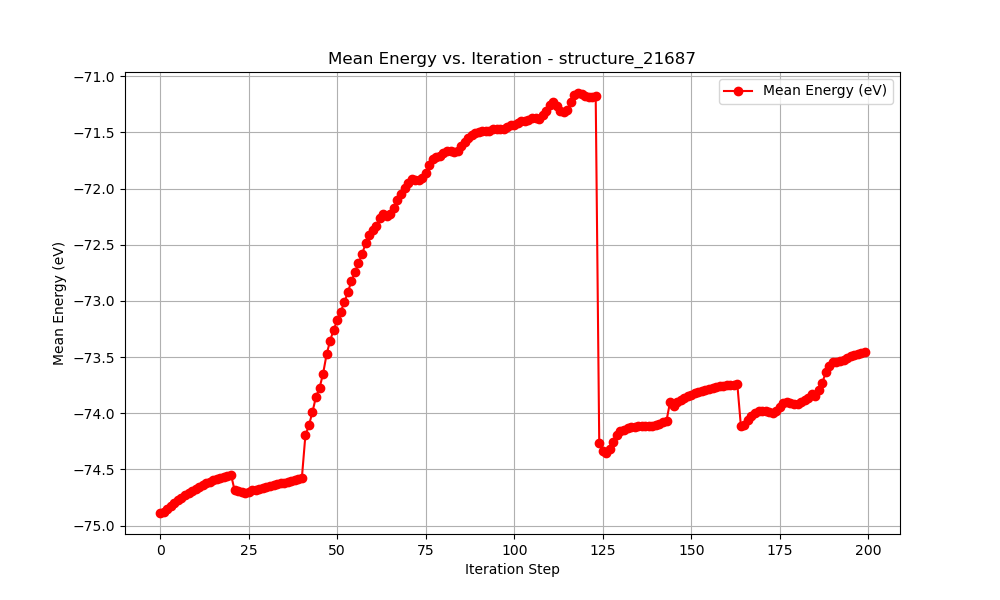 Mean Energy vs. Iteration - structure_21687
Mean Energy (eV)
−71.0
−71.5
−72.0
−72.5
−73.0
−73.5
−74.0
−74.5
−75.0
Mean Energy (eV)
0 25 50 75 100 125 150 175 200
Iteration Step